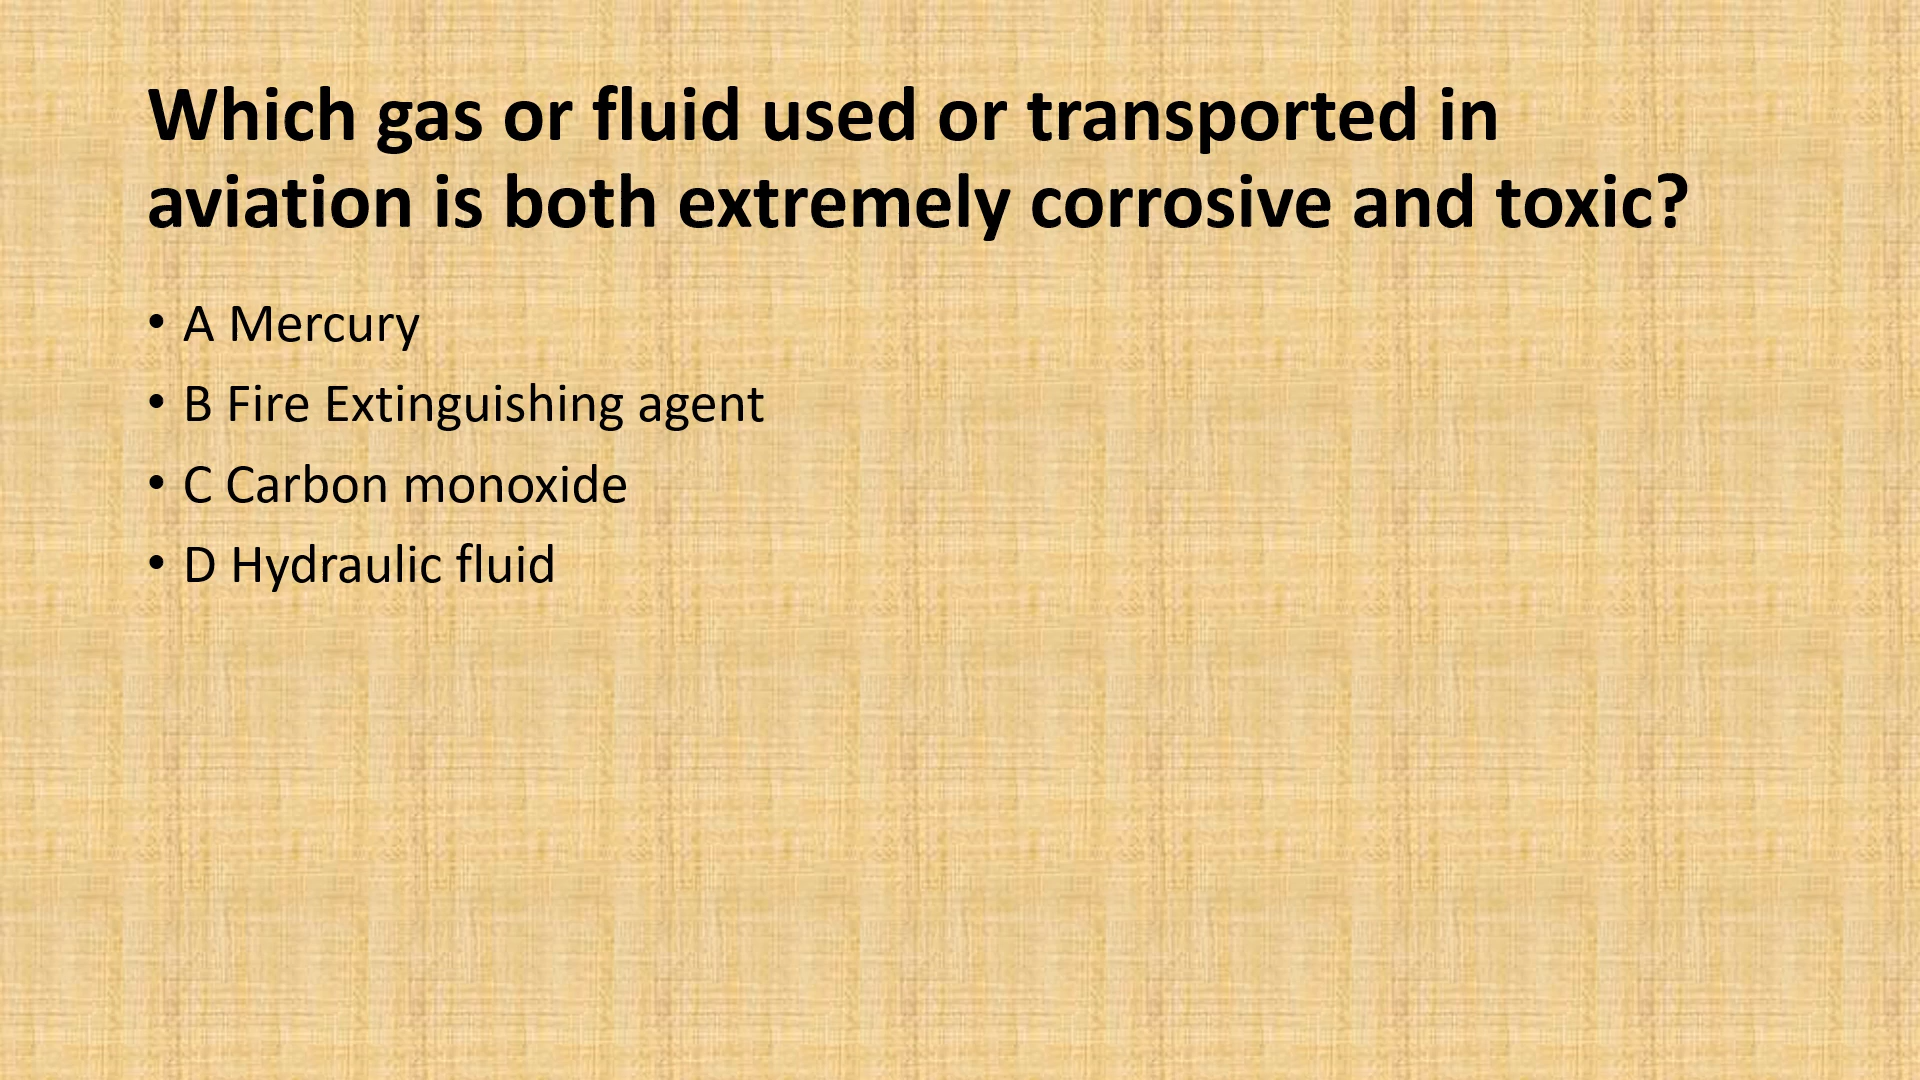 Which gas or fluid used or transported in
aviation is both extremely corrosive and toxic?
• A Mercury
• B Fire Extinguishing agent
• C Carbon monoxide
• D Hydraulic fluid